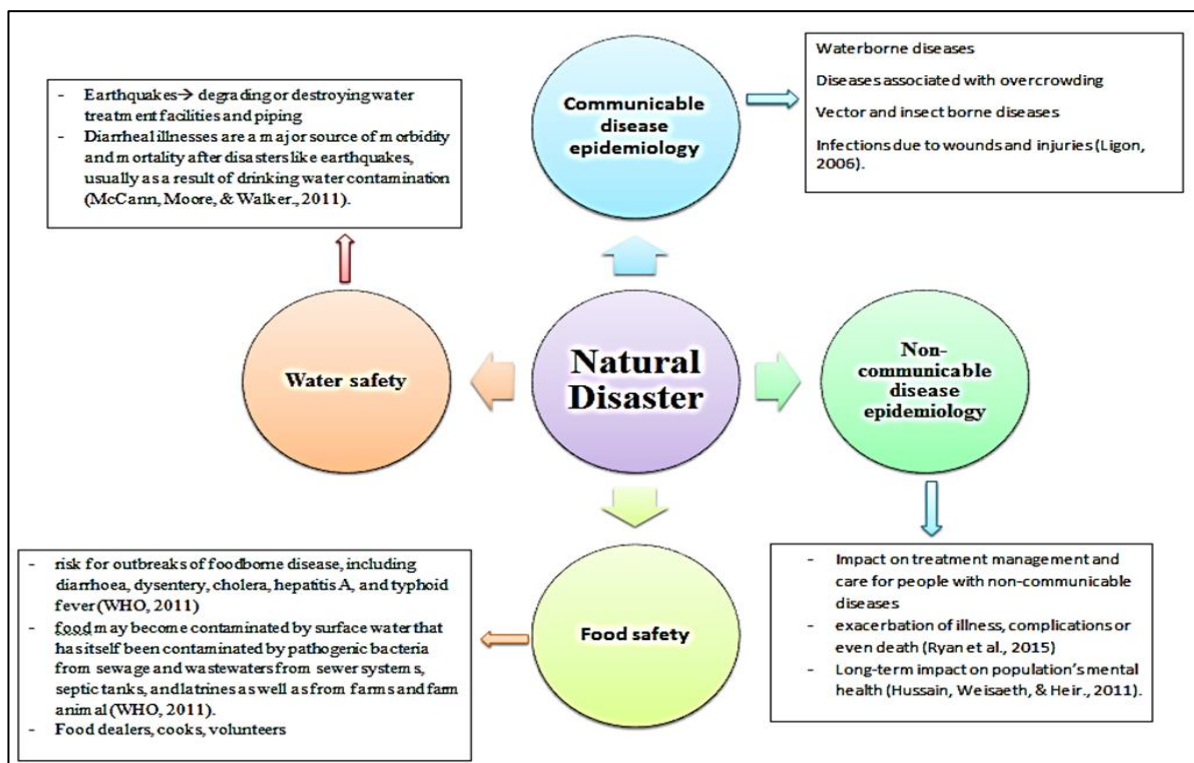 - Earthquakes→ degrading or destroying water
treatment facilities and piping
- Diarrheal illnesses are a major source of morbidity
and mortality after disasters like earthquakes,
usually as a result of drinking water contamination
(McCann, Moore, & Walker., 2011).
Communicable
disease
epidemiology
Waterborne diseases
Diseases associated with overcrowding
Vector and insect borne diseases
Infections due to wounds and injuries (Ligon,
2006).
Water safety
Natural
Disaster
Non-
communicable
disease
epidemiology
- risk for outbreaks of foodborne disease, including
diarrhoea, dysentery, cholera, hepatitis A, and typhoid
fever (WHO, 2011)
- food may become contaminated by surface water that
has itself been contaminated by pathogenic bacteria
from sewage and wastewaters from sewer systems,
septic tanks, and latrines as well as from farms and farm
animal (WHO, 2011).
- Food dealers, cooks, volunteers
Food safety
- Impact on treatment management and
care for people with non-communicable
diseases
- exacerbation of illness, complications or
even death (Ryan et al., 2015)
- Long-term impact on population's mental
health (Hussain, Weisaeth, & Heir., 2011).